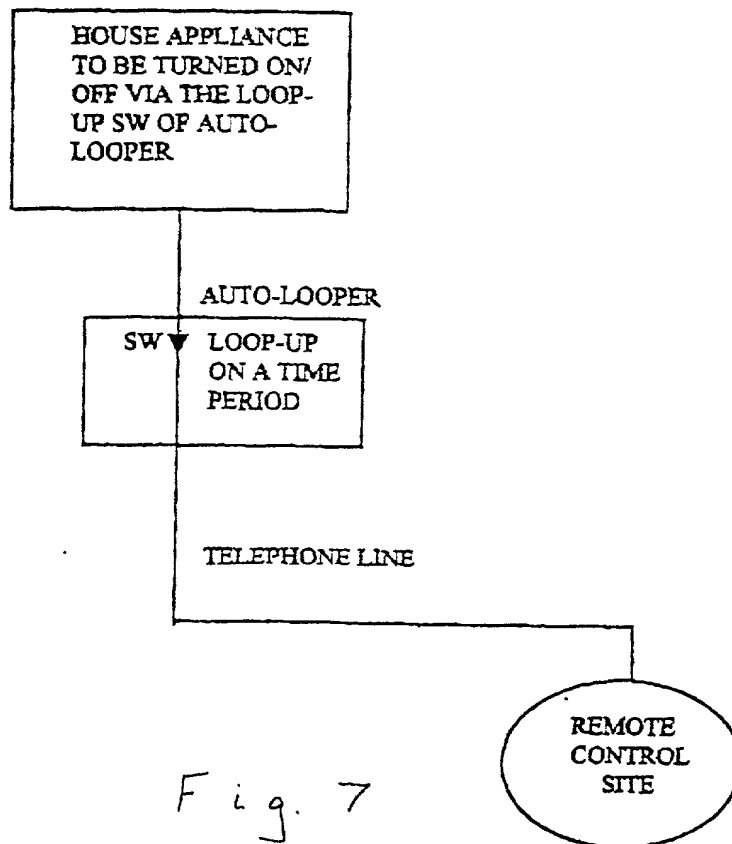 HOUSE APPLIANCE
TO BE TURNED ON/
OFF VIA THE LOOP-
UP SW OF AUTO-
LOOPER
AUTO-LOOPER
SW LOOP-UP
ON A TIME
PERIOD
TELEPHONE LINE
REMOTE
CONTROL
SITE
Fig. 7